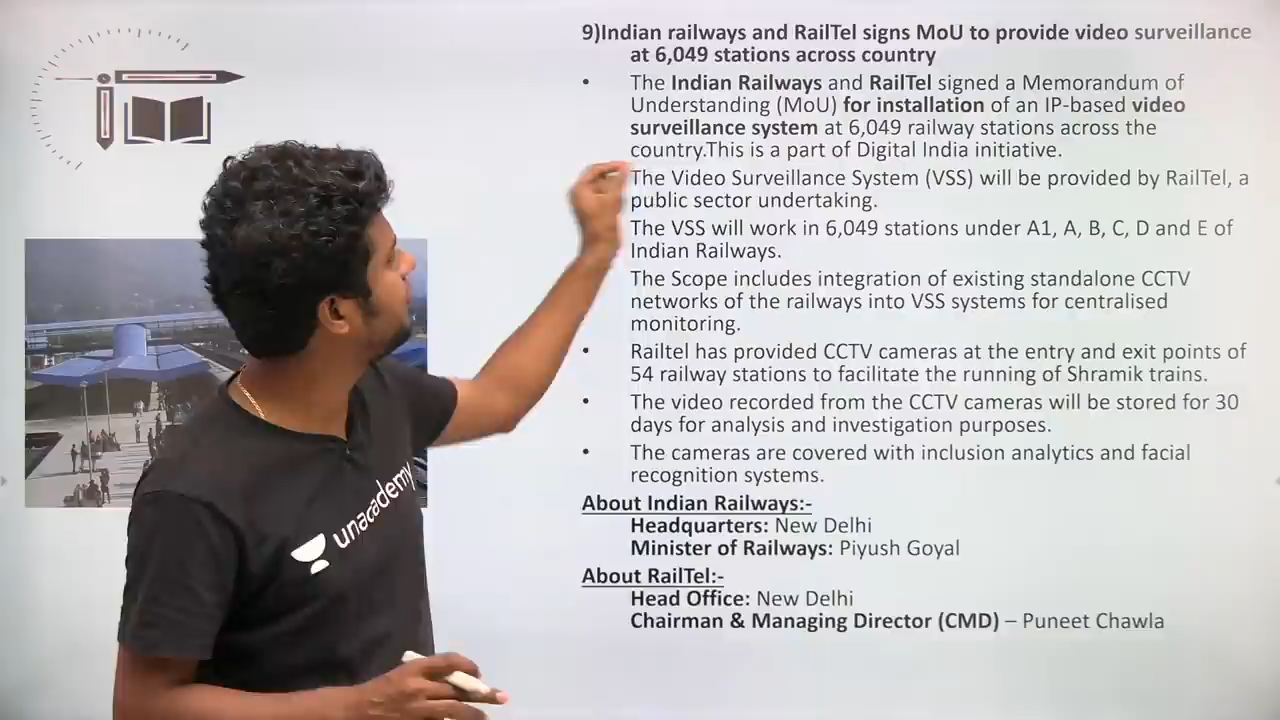 9)Indian railways and RailTel signs MoU to provide video surveillance
at 6,049 stations across country
• The Indian Railways and RailTel signed a Memorandum of
Understanding (MoU) for installation of an IP-based video
surveillance system at 6,049 railway stations across the
country.This is a part of Digital India initiative.
The Video Surveillance System (VSS) will be provided by RailTel, a
public sector undertaking.
The VSS will work in 6,049 stations under A1, A, B, C, D and E of
Indian Railways.
The Scope includes integration of existing standalone CCTV
networks of the railways into VSS systems for centralised
monitoring.
• Railtel has provided CCTV cameras at the entry and exit points of
54 railway stations to facilitate the running of Shramik trains.
• The video recorded from the CCTV cameras will be stored for 30
days for analysis and investigation purposes.
• The cameras are covered with inclusion analytics and facial
recognition systems.
About Indian Railways:-
Headquarters: New Delhi
Minister of Railways: Piyush Goyal
About RailTel:-
Head Office: New Delhi
Chairman & Managing Director (CMD) – Puneet Chawla
unacademy